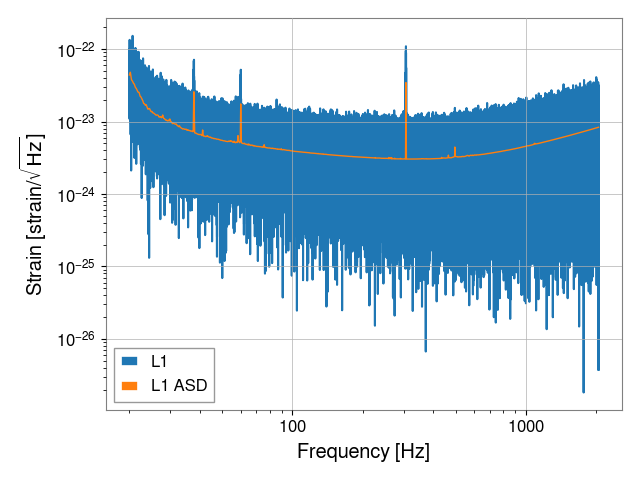 10⁻²²
10⁻²³
10⁻²⁴
10⁻²⁵
10⁻²⁶
Strain [strain/√Hz]
L1
L1 ASD
100
1000
Frequency [Hz]